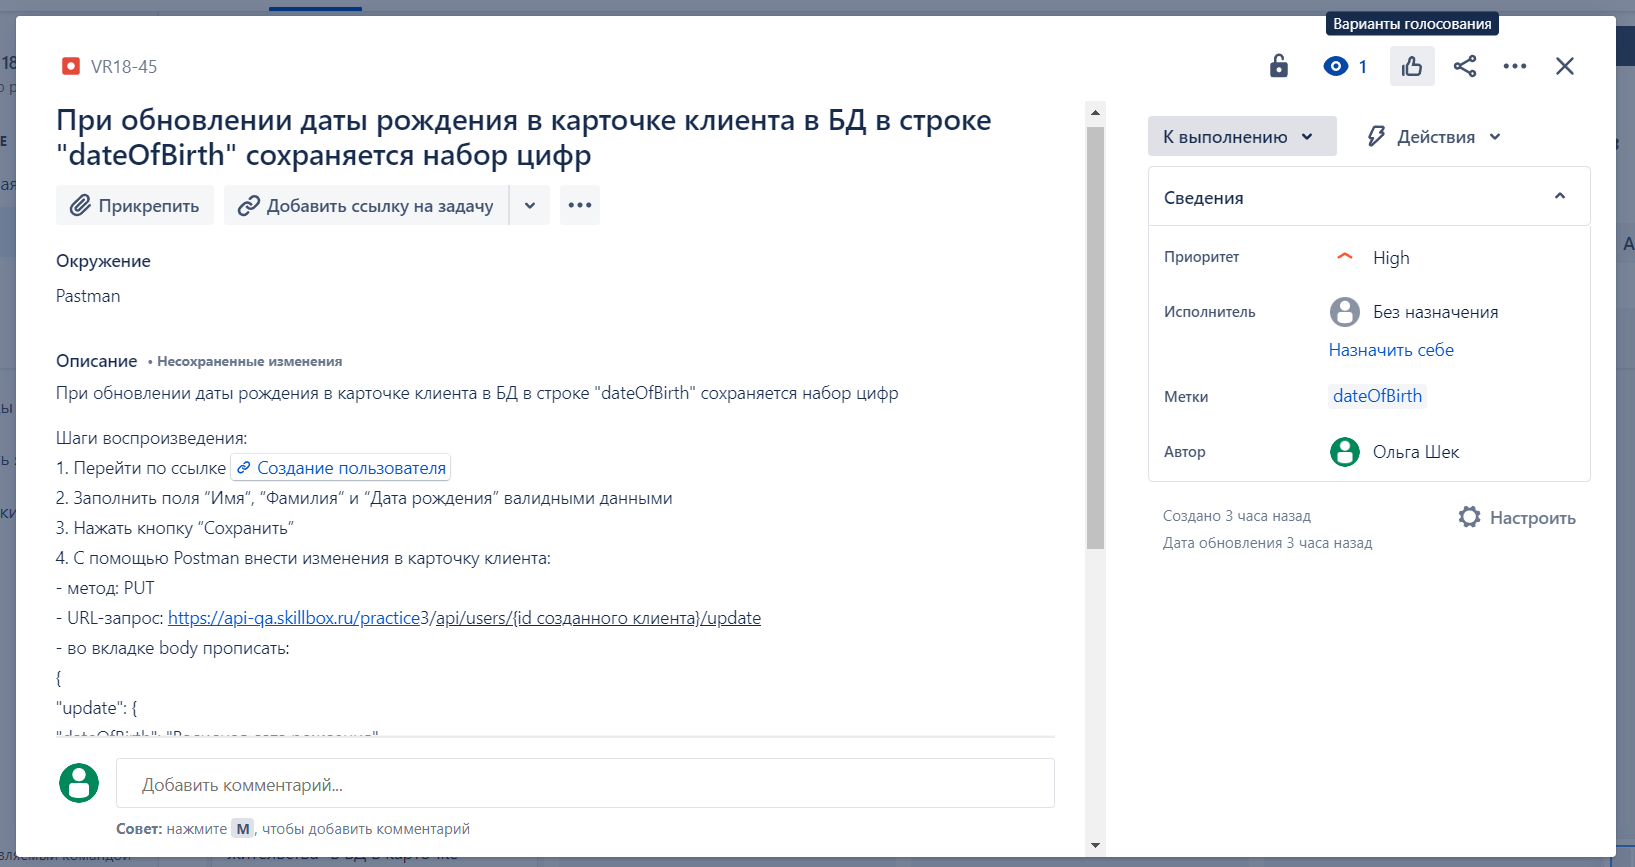 Варианты голосования
VR18-45
1
При обновлении даты рождения в карточке клиента в БД в строке
"dateOfBirth" сохраняется набор цифр
Прикрепить
Добавить ссылку на задачу
Окружение
Pastman
Описание • Несохраненные изменения
При обновлении даты рождения в карточке клиента в БД в строке "dateOfBirth" сохраняется набор цифр
Шаги воспроизведения:
1. Перейти по ссылке Создание пользователя
2. Заполнить поля “Имя“, “Фамилия“ и “Дата рождения” валидными данными
3. Нажать кнопку “Сохранить”
4. С помощью Postman внести изменения в карточку клиента:
- метод: PUT
- URL-запрос: https://api-qa.skillbox.ru/practice3/api/users/{id созданного клиента}/update
- во вкладке body прописать:
{
"update": {
Добавить комментарий...
Совет: нажмите M, чтобы добавить комментарий
К выполнению
Действия
Сведения
Приоритет
High
Исполнитель
Без назначения
Назначить себе
Метки
dateOfBirth
Автор
Ольга Шек
Создано 3 часа назад
Настроить
Дата обновления 3 часа назад